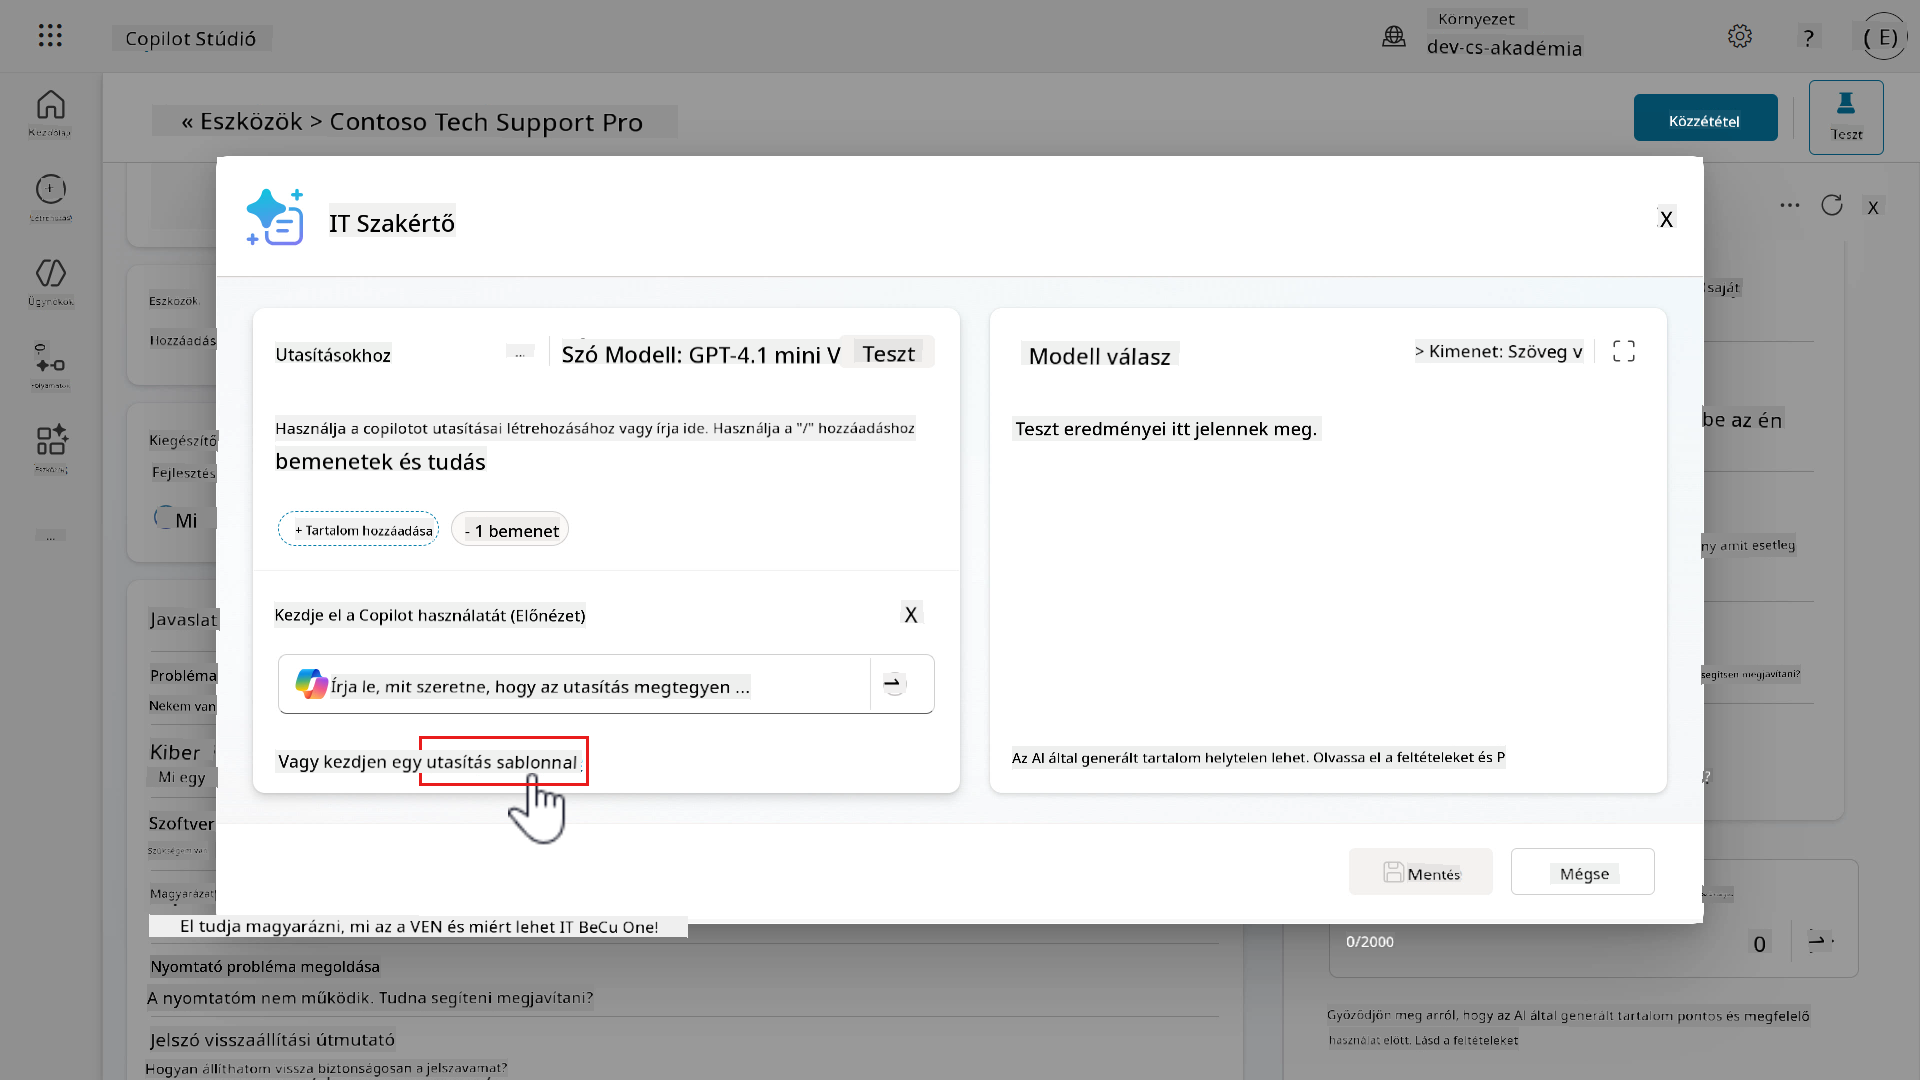 Copilot Stúdió
Környezet
dev-cs-akadémia
?
( E)
« Eszközök > Contoso Tech Support Pro
Közzététel
Teszt
Kezdőlap
Létrehozás
Ügynökök
Folyamatok
Eszközök
...
IT Szakértő
X
... X
Eszközök.
Hozzáadás
Kiegészítő
Fejlesztés
Mi
Javaslat
Probléma
Nekem van
Kiber
Mi egy
Szoftver
Szükségem van
Magyarázat
Utasításokhoz
...
Szó Modell: GPT-4.1 mini V
Teszt
Használja a copilotot utasításai létrehozásához vagy írja ide. Használja a "/" hozzáadáshoz
bemenetek és tudás
+ Tartalom hozzáadása
- 1 bemenet
Kezdje el a Copilot használatát (Előnézet)
X
Írja le, mit szeretne, hogy az utasítás megtegyen ...
Vagy kezdjen egy utasítás sablonnal
Modell válasz
> Kimenet: Szöveg v
Teszt eredményei itt jelennek meg.
Az AI által generált tartalom helytelen lehet. Olvassa el a feltételeket és P
Mentés
Mégse
saját
be az én
ny amit esetleg
segítsen megjavítani?
?
El tudja magyarázni, mi az a VEN és miért lehet IT BeCu One!
Nyomtató probléma megoldása
A nyomtatóm nem működik. Tudna segíteni megjavítani?
Jelszó visszaállítási útmutató
Hogyan állíthatom vissza biztonságosan a jelszavamat?
0/2000
0
Győződjön meg arról, hogy az AI által generált tartalom pontos és megfelelő
használat előtt. Lásd a feltételeket